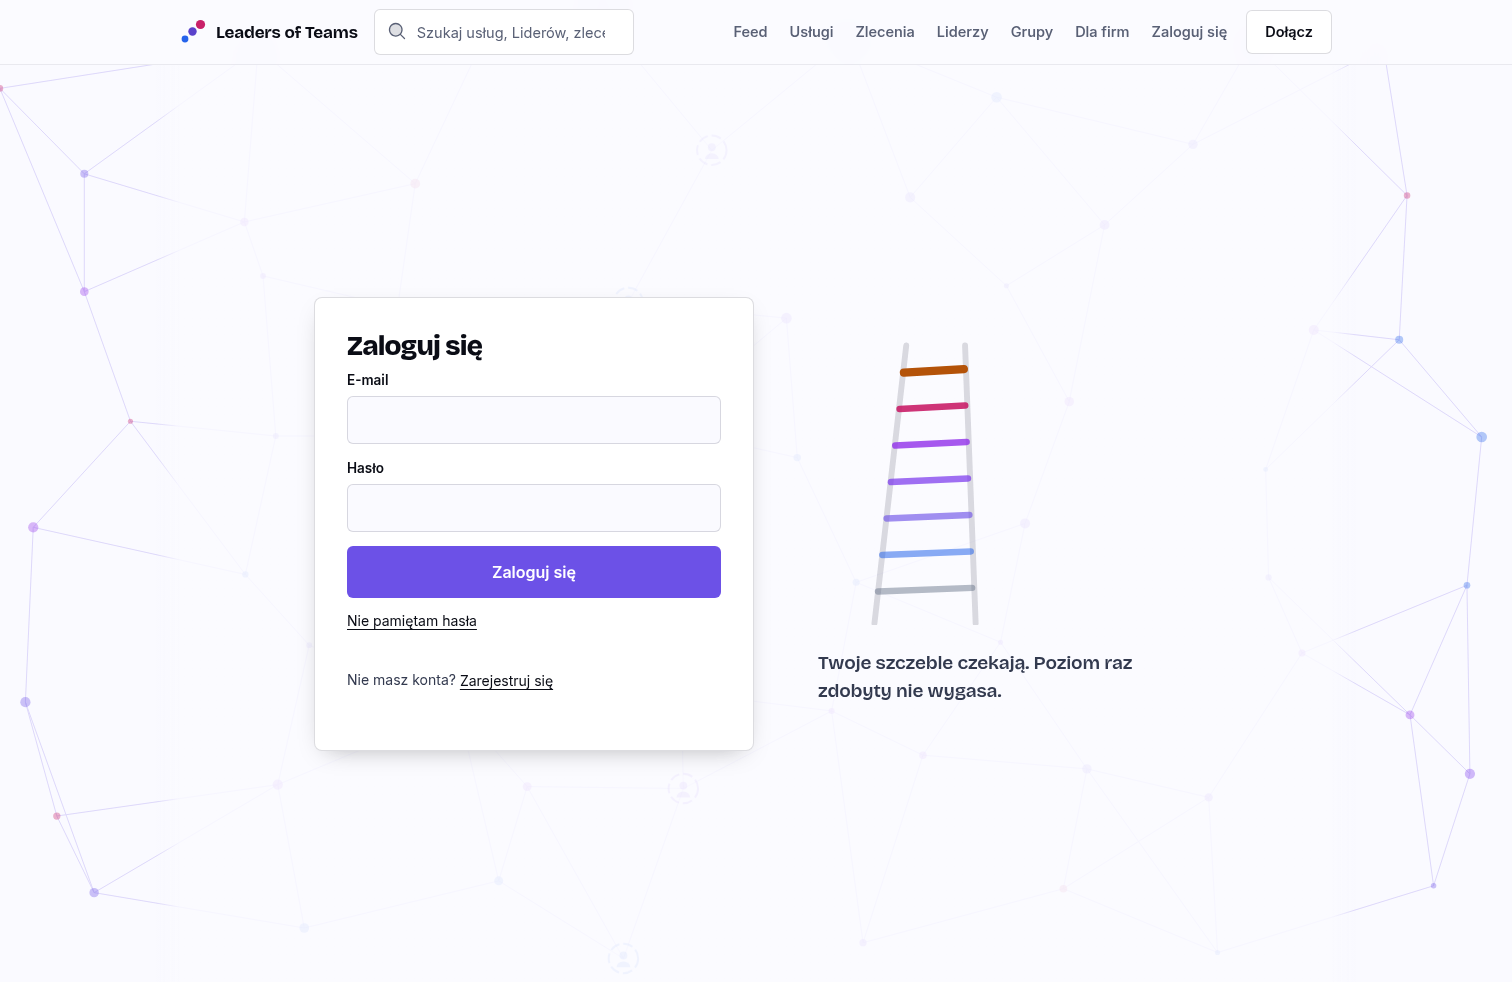 Leaders of Teams
Szukaj usług, Liderów, zlec
Feed Usługi Zlecenia Liderzy Grupy Dla firm Zaloguj się Dołącz
Zaloguj się
E-mail
Hasło
Zaloguj się
Nie pamiętam hasła
Nie masz konta? Zarejestruj się
Twoje szczeble czekają. Poziom raz
zdobyty nie wygasa.